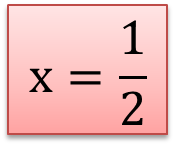 x = 1/2